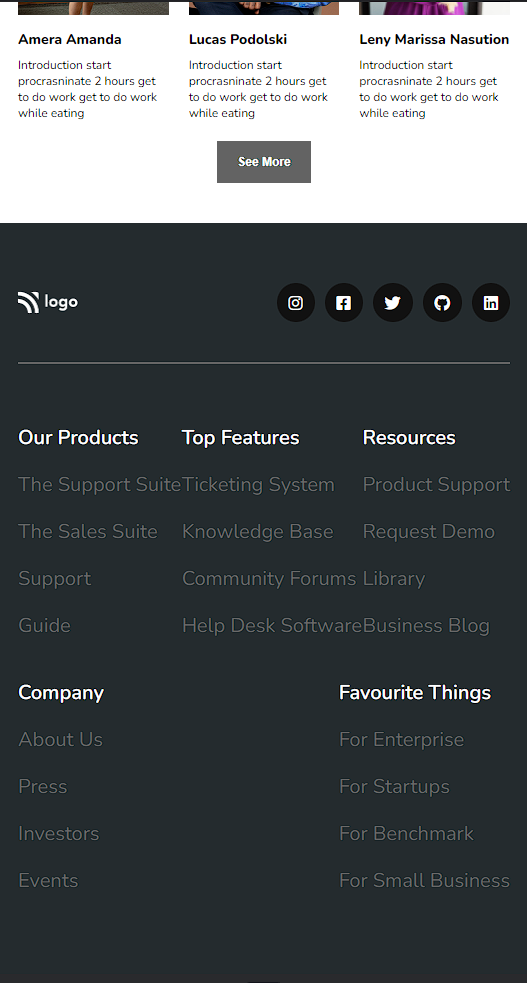 Amera Amanda
Introduction start
procrasninate 2 hours get
to do work get to do work
while eating
Lucas Podolski
Introduction start
procrasninate 2 hours get
to do work get to do work
while eating
Leny Marissa Nasution
Introduction start
procrasninate 2 hours get
to do work get to do work
while eating
See More
logo
Our Products
The Support Suite
The Sales Suite
Support
Guide
Top Features
Ticketing System
Knowledge Base
Community Forums
Help Desk Software
Resources
Product Support
Request Demo
Library
Business Blog
Company
About Us
Press
Investors
Events
Favourite Things
For Enterprise
For Startups
For Benchmark
For Small Business